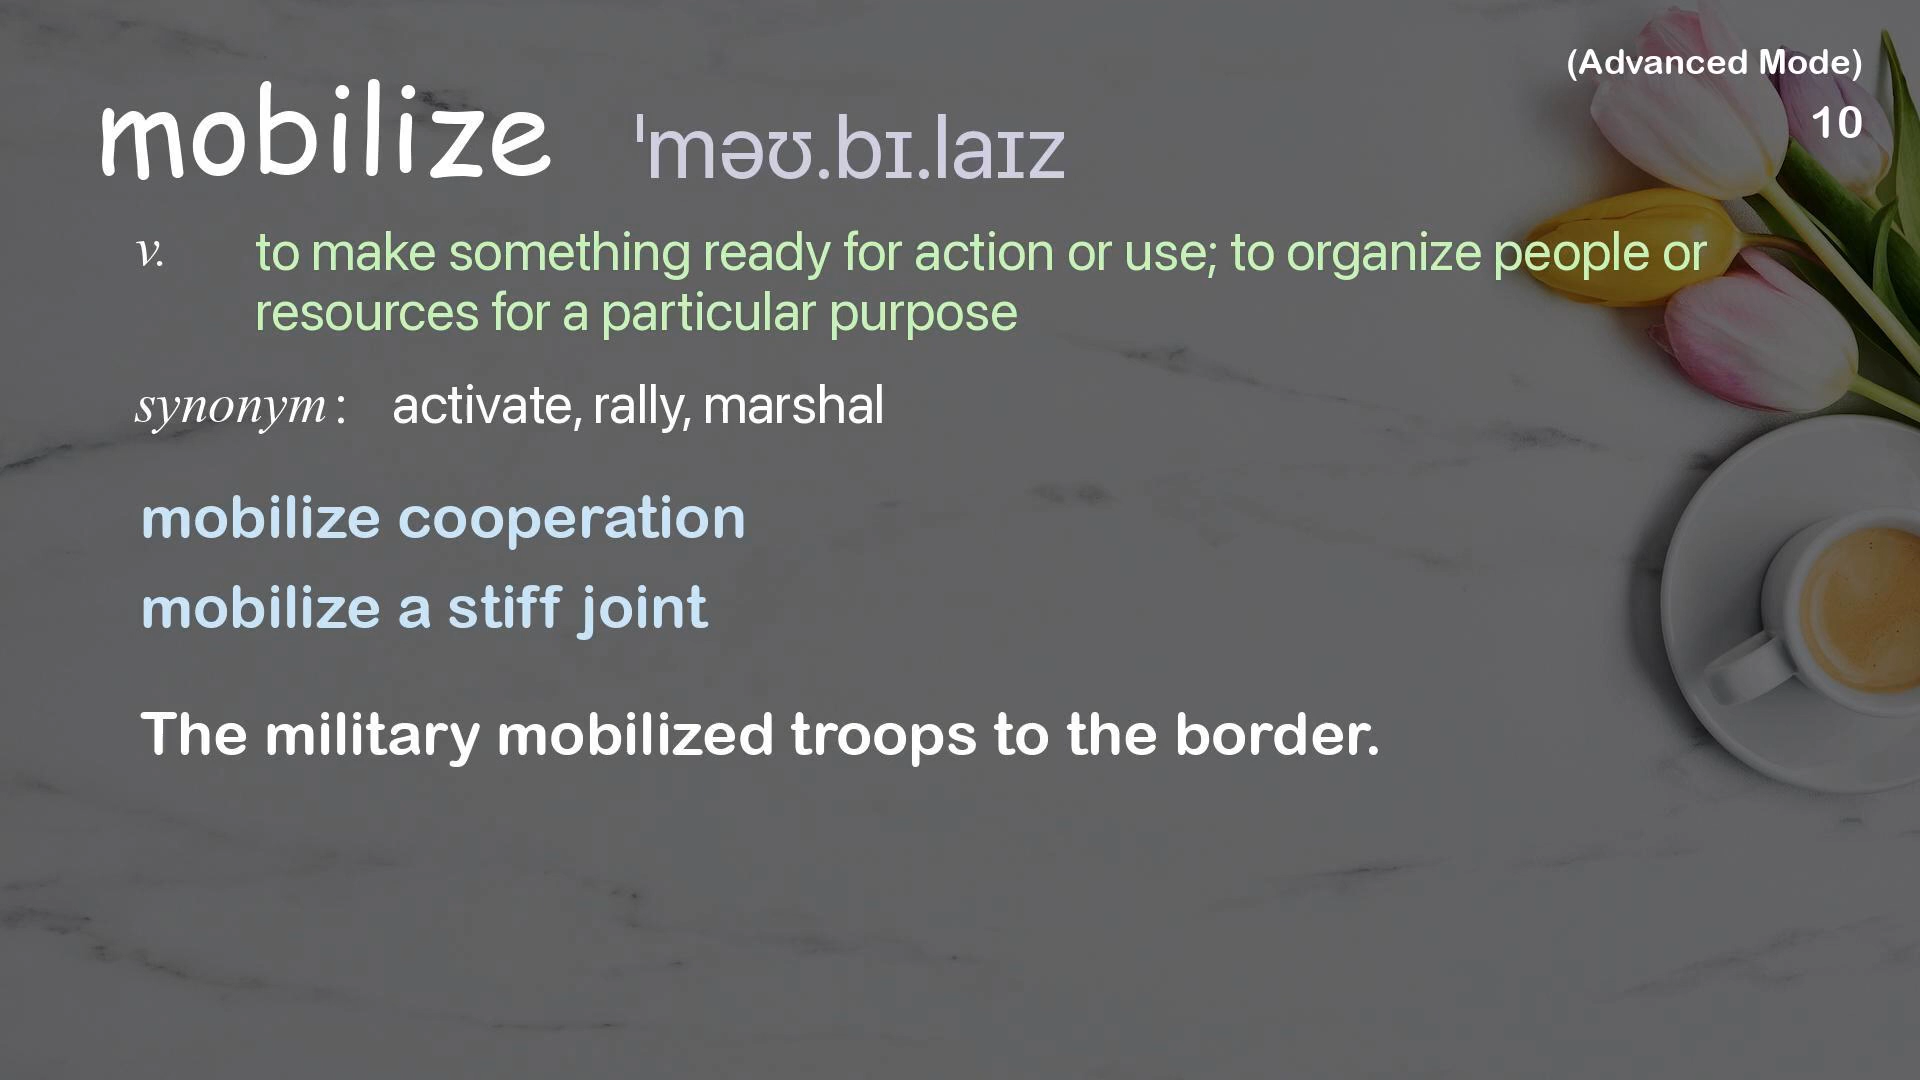 (Advanced Mode)
10
mobilize ˈməʊ.bɪ.laɪz
v. to make something ready for action or use; to organize people or
resources for a particular purpose
synonym: activate, rally, marshal
mobilize cooperation
mobilize a stiff joint
The military mobilized troops to the border.